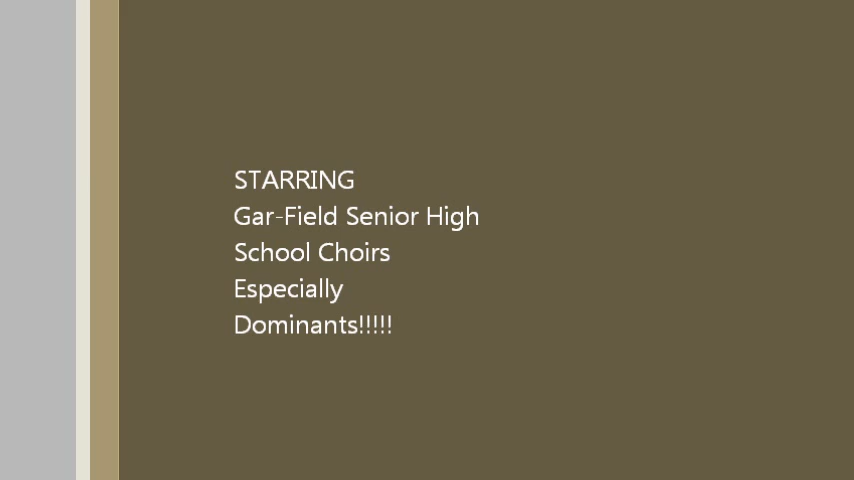 STARRING
Gar-Field Senior High
School Choirs
Especially
Dominants!!!!!